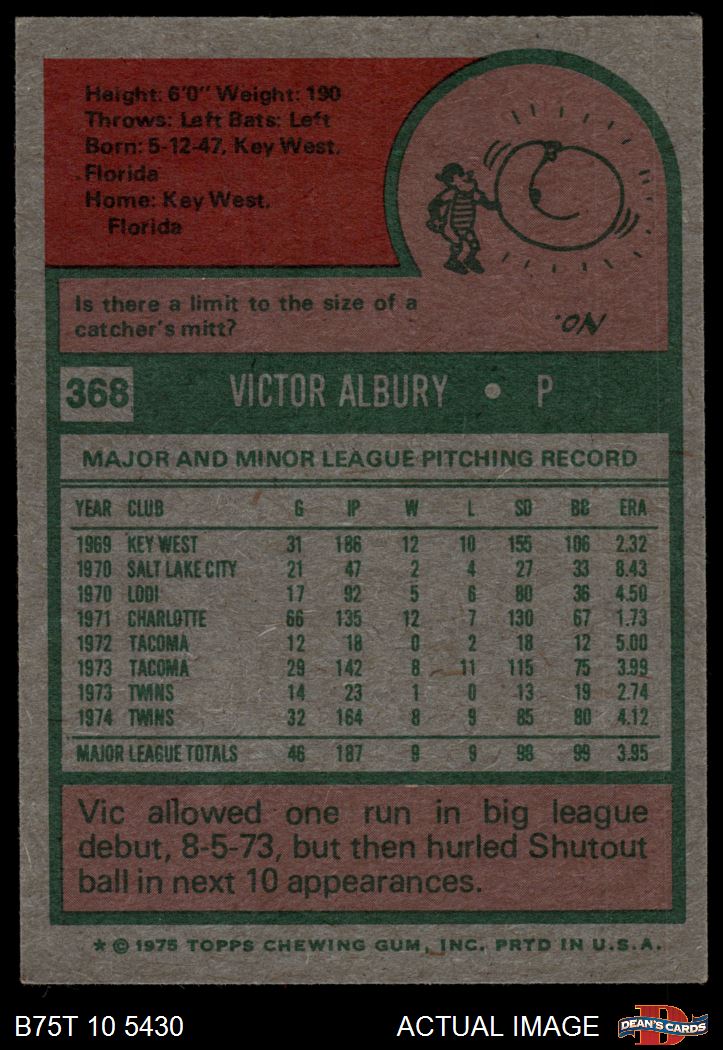 Height: 6'0" Weight: 190
Throws: Left Bats: Left
Born: 5-12-47, Key West,
Florida
Home: Key West,
Florida
Is there a limit to the size of a
catcher's mitt?
NO.
368 VICTOR ALBURY • P
MAJOR AND MINOR LEAGUE PITCHING RECORD
YEAR CLUB G IP W L SO BB ERA
1969 KEY WEST 31 186 12 10 155 106 2.32
1970 SALT LAKE CITY 21 47 2 4 27 33 8.43
1970 LODI 17 92 5 6 80 36 4.50
1971 CHARLOTTE 66 135 12 7 130 67 1.73
1972 TACOMA 12 18 0 2 18 12 5.00
1973 TACOMA 29 142 8 11 115 75 3.99
1973 TWINS 14 23 1 0 13 19 2.74
1974 TWINS 32 164 8 9 85 80 4.12
MAJOR LEAGUE TOTALS 46 187 9 9 98 99 3.95
Vic allowed one run in big league
debut, 8-5-73, but then hurled Shutout
ball in next 10 appearances.
* © 1975 TOPPS CHEWING GUM, INC. PRTD IN U.S.A.
B75T 10 5430 ACTUAL IMAGE DEAN'S CARDS